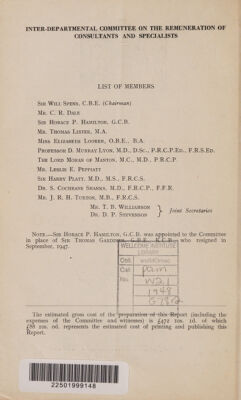 INTER-DEPARTMENTAL COMMITTEE ON THE REMUNERATION OF
CONSULTANTS AND SPECIALISTS
LIST OF MEMBERS
SIR WILL SPENS, C.B.E. (Chairman)
MR. C. R. DALE
SIR HORACE P. HAMILTON, G.C.B.
MR. THOMAS LISTER, M.A.
MISS ELIZABETH LOOKER, O.B.E., B.A.
PROFESSOR D. MURRAY LYON, M.D., D.Sc., P.R.C.P.ED., F.R.S.ED.
THE LORD MORAN OF MANTON, M.C., M.D., P.R.C.P.
MR. LESLIE E. PEPPIATT
SIR HARRY PLATT, M.D., M.S., F.R.C.S.
DR. S. COCHRANE SHANKS, M.D., F.R.C.P., F.F.R.
MR. J. R. H. TURTON, M.B., F.R.C.S.
MR. T. B. WILLIAMSON
DR. D. P. STEVENSON
Joint Secretaries
NOTE.—SIR HORACE P. HAMILTON, G.C.B. was appointed to the Committee
in place of SIR THOMAS GARDINER, G.B.E., K.C.B., who resigned in
September, 1947.
WELLCOME INSTITUTE
LIBRARY
Coll.
Call
pam
No.
W21
1948
G78
The estimated gross cost of the preparation of this Report (including the
expenses of the Committee and witnesses) is £472 10s. 1d. of which
£88 10s. 0d. represents the estimated cost of printing and publishing this
Report.
22501999148